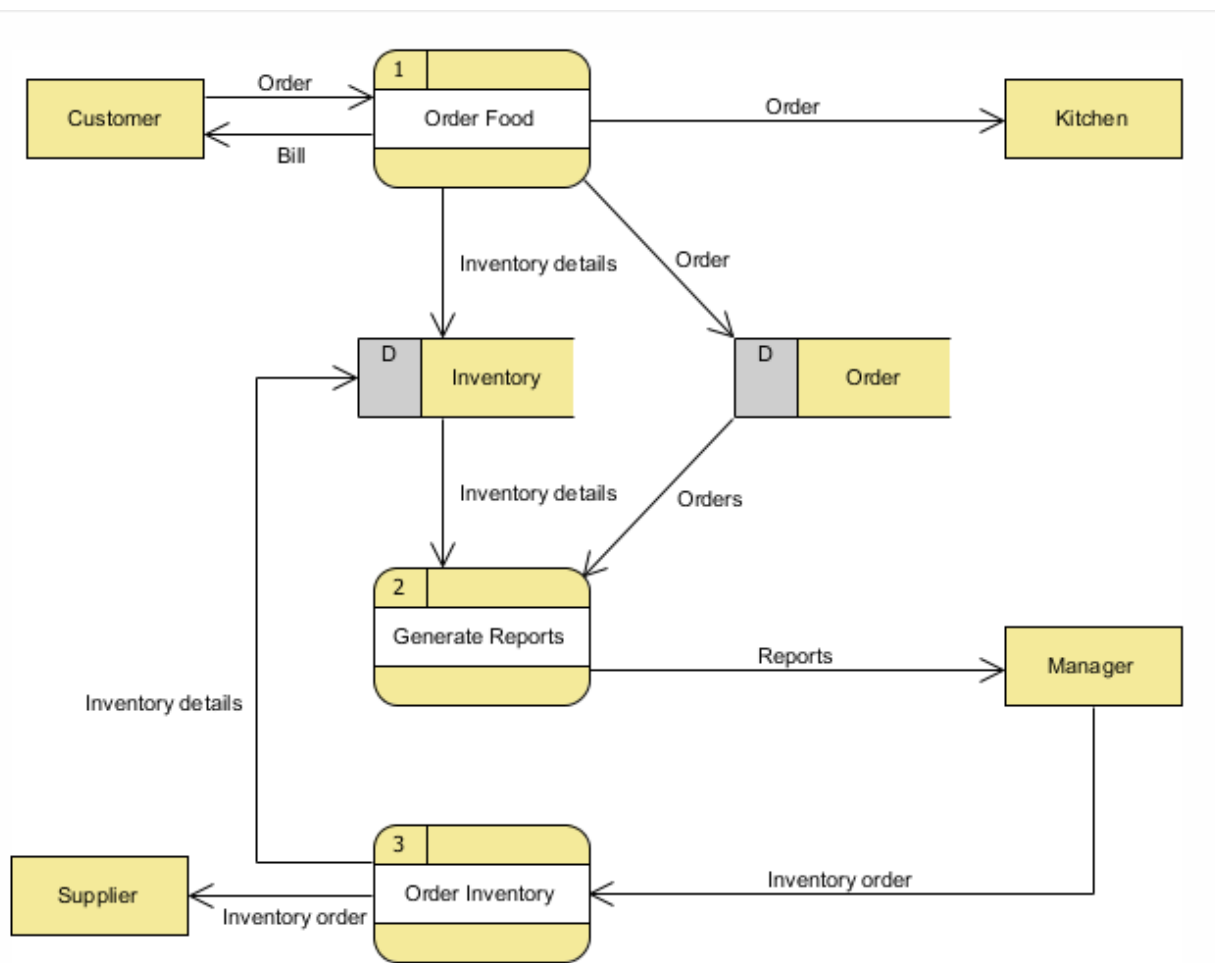 1
Order
Customer
Order Food
Order
Kitchen
Bill
Inventory details
Order
D
Inventory
D
Order
Inventory details
Orders
2
Generate Reports
Reports
Manager
Inventory details
3
Order Inventory
Inventory order
Supplier
Inventory order